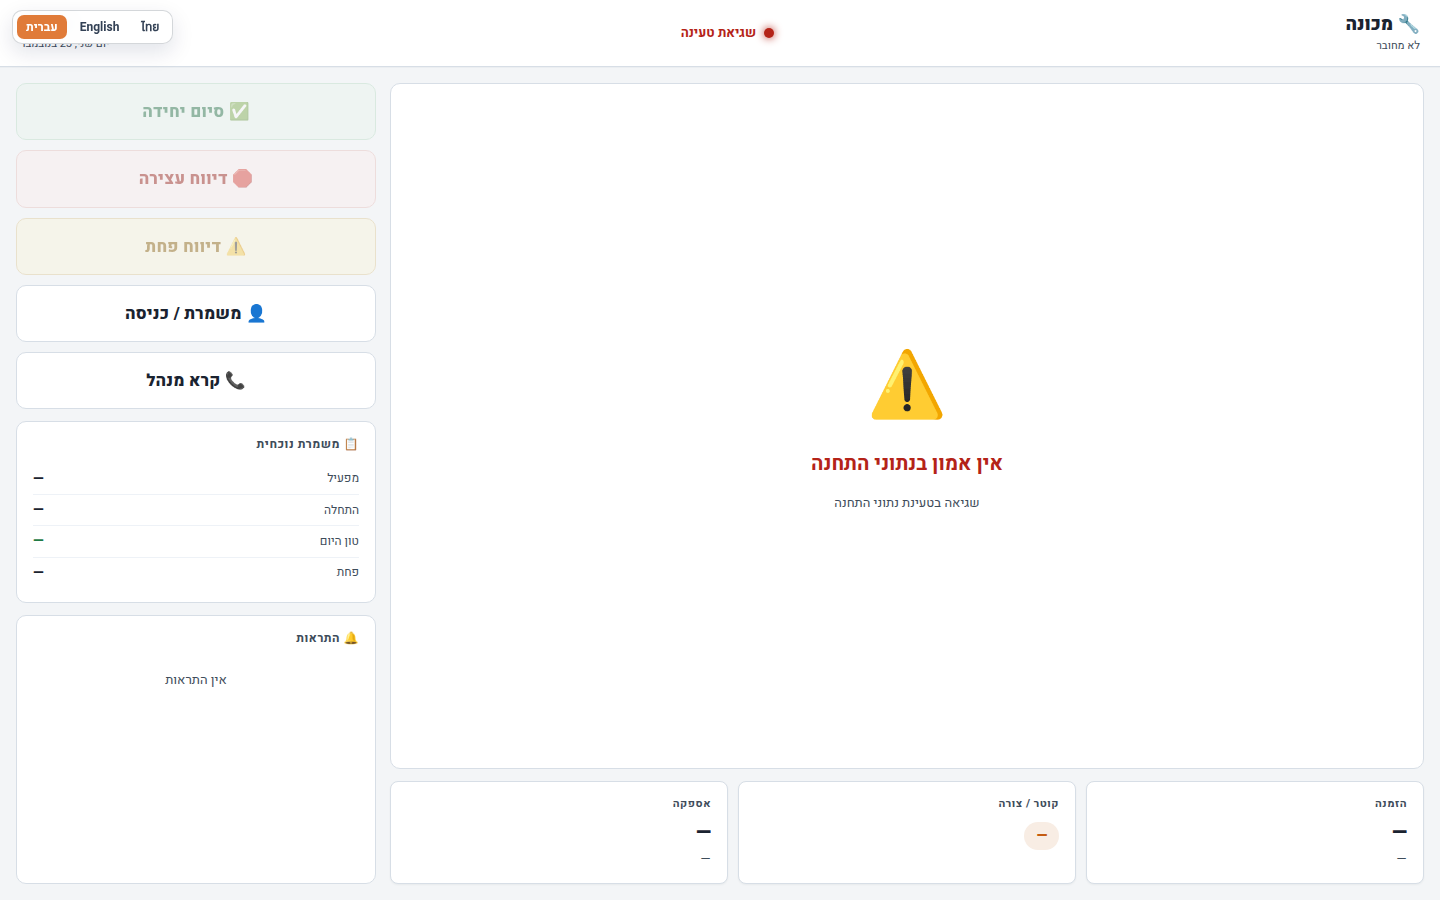 🔧 מכונה
לא מחובר
שגיאת טעינה
עברית
English
ไทย
אין אמון בנתוני התחנה
שגיאה בטעינת נתוני התחנה
הזמנה
—
—
קוטר / צורה
—
אספקה
—
—
✅ סיום יחידה
🛑 דיווח עצירה
⚠️ דיווח פחת
👤 משמרת / כניסה
📞 קרא מנהל
📋 משמרת נוכחית
מפעיל —
התחלה —
טון היום —
פחת —
🔔 התראות
אין התראות